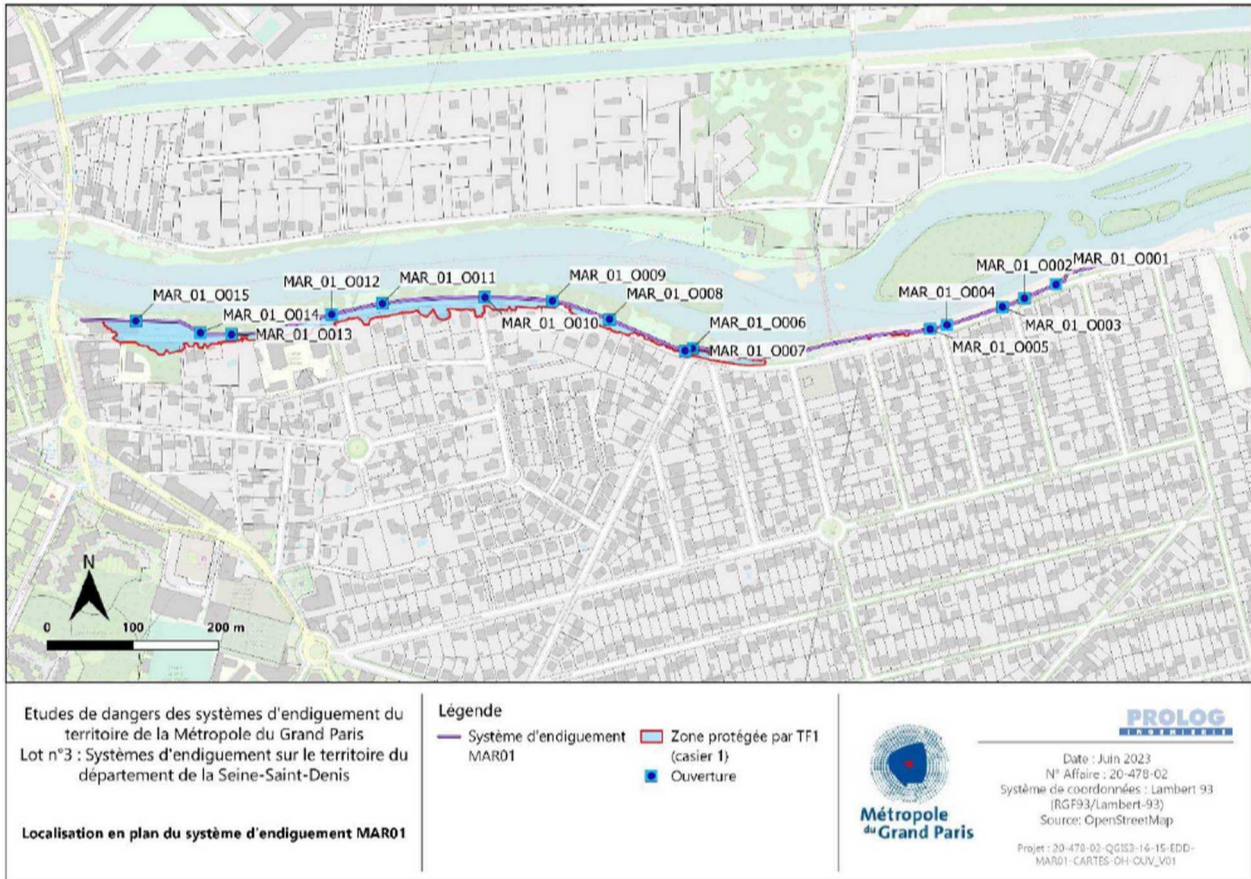 MAR_01_O001
MAR_01_O002
MAR_01_O004
MAR_01_O003
MAR_01_O005
MAR_01_O009
MAR_01_O008
MAR_01_O006
MAR_01_O007
MAR_01_O011
MAR_01_O010
MAR_01_O012
MAR_01_O015
MAR_01_O014
MAR_01_O013
N
0 100 200 m
Etudes de dangers des systèmes d'endiguement du
territoire de la Métropole du Grand Paris
Lot n°3 : Systèmes d'endiguement sur le territoire du
département de la Seine-Saint-Denis
Localisation en plan du système d'endiguement MAR01
Légende
Système d'endiguement
MAR01
Zone protégée par TF1
(casier 1)
Ouverture
Métropole
du Grand Paris
PROLOG
INGENIERIE
Date : Juin 2023
N° Affaire : 20-478-02
Système de coordonnées : Lambert 93
(RGF93/Lambert-93)
Source: OpenStreetMap
Projet : 20-478-02-QGIS3-16-15-EDD-
MAR01-CARTES-OH-OUV_V01